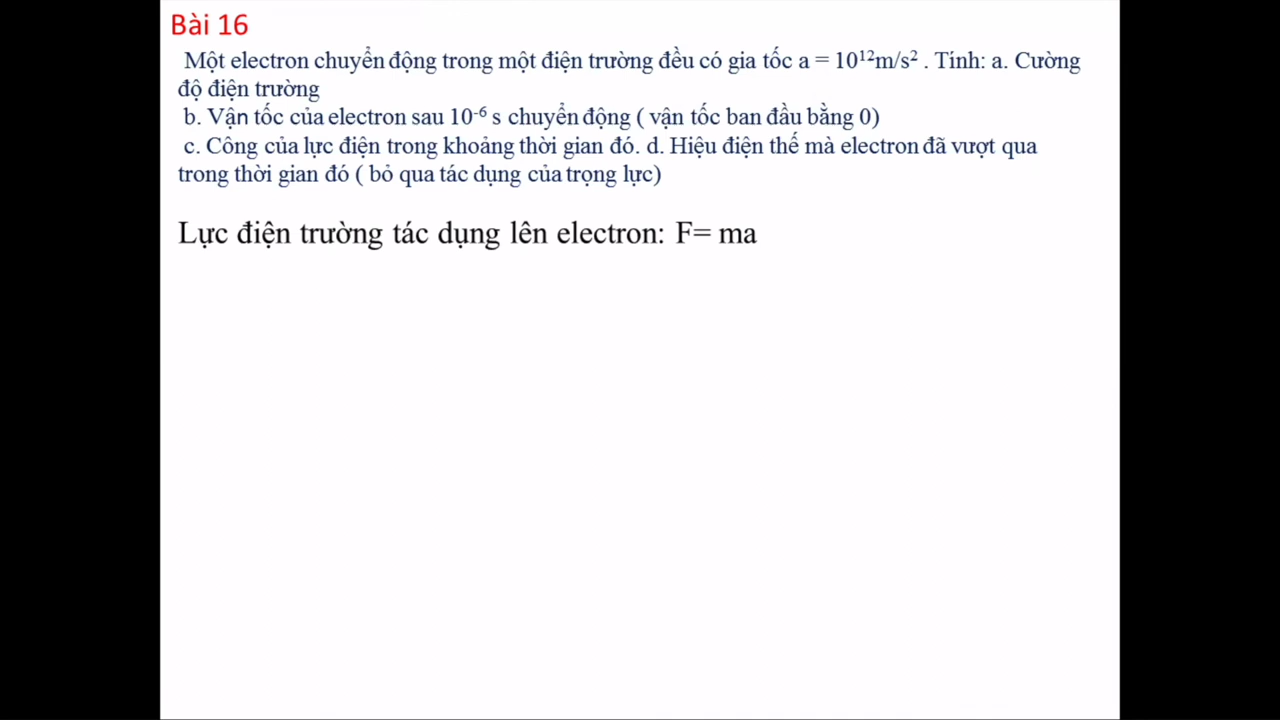 Bài 16
Một electron chuyển động trong một điện trường đều có gia tốc a = 10¹²m/s² . Tính: a. Cường
độ điện trường
b. Vận tốc của electron sau 10⁻⁶ s chuyển động ( vận tốc ban đầu bằng 0)
c. Công của lực điện trong khoảng thời gian đó. d. Hiệu điện thế mà electron đã vượt qua
trong thời gian đó ( bỏ qua tác dụng của trọng lực)
Lực điện trường tác dụng lên electron: F= ma